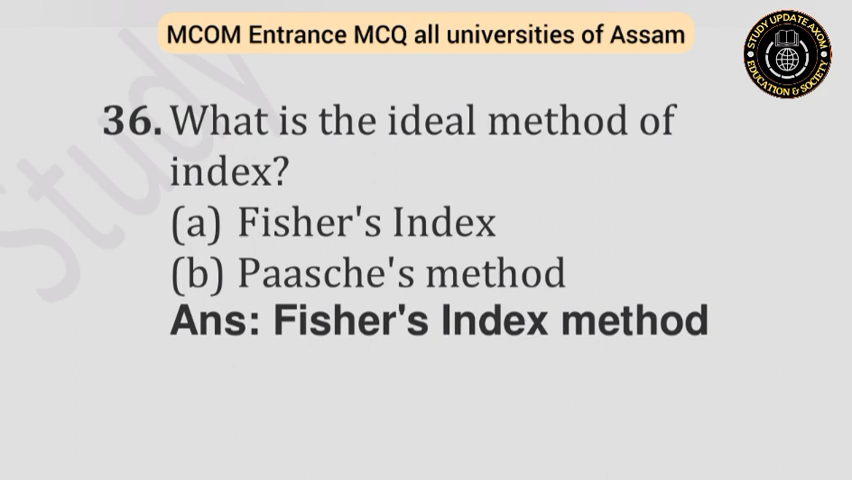 MCOM Entrance MCQ all universities of Assam
STUDY UPDATE AXOM
EDUCATION & SOCIETY
36. What is the ideal method of
index?
(a) Fisher's Index
(b) Paasche's method
Ans: Fisher's Index method
Study